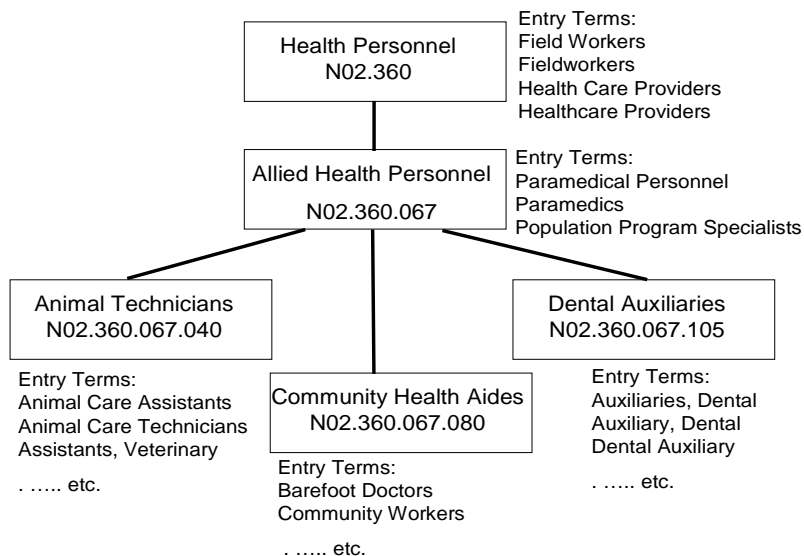 Health Personnel
N02.360
Entry Terms:
Field Workers
Fieldworkers
Health Care Providers
Healthcare Providers
Allied Health Personnel
N02.360.067
Entry Terms:
Paramedical Personnel
Paramedics
Population Program Specialists
Animal Technicians
N02.360.067.040
Entry Terms:
Animal Care Assistants
Animal Care Technicians
Assistants, Veterinary
. ..... etc.
Community Health Aides
N02.360.067.080
Entry Terms:
Barefoot Doctors
Community Workers
. ..... etc.
Dental Auxiliaries
N02.360.067.105
Entry Terms:
Auxiliaries, Dental
Auxiliary, Dental
Dental Auxiliary
. ..... etc.